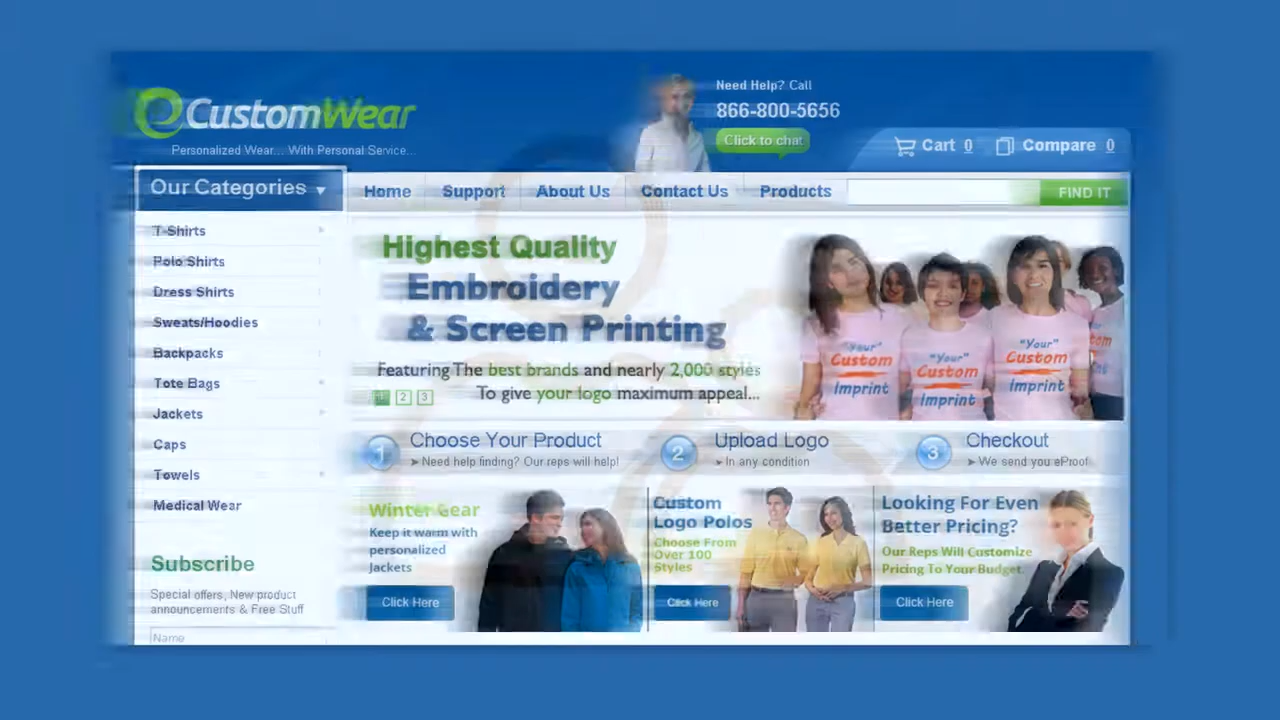 CustomWear
Personalized Wear... With Personal Service...
Need Help? Call
866-800-5656
Click to chat
Cart 0
Compare 0
Our Categories
Home
Support
About Us
Contact Us
Products
FIND IT
T-Shirts
Polo Shirts
Dress Shirts
Sweats/Hoodies
Backpacks
Tote Bags
Jackets
Caps
Towels
Medical Wear
Subscribe
Special offers, New product
announcements & Free Stuff
Name
Highest Quality
Embroidery
& Screen Printing
Featuring The best brands and nearly 2,000 styles
To give your logo maximum appeal...
1 2 3
"Your"
Custom
Imprint
"Your"
Custom
Imprint
"Your"
Custom
Imprint
1
Choose Your Product
Need help finding? Our reps will help!
2
Upload Logo
In any condition
3
Checkout
We send you eProof
Winter Gear
Keep it warm with
personalized
Jackets
Click Here
Custom
Logo Polos
Choose From
Over 100
Styles
Click Here
Looking For Even
Better Pricing?
Our Reps Will Customize
Pricing To Your Budget.
Click Here